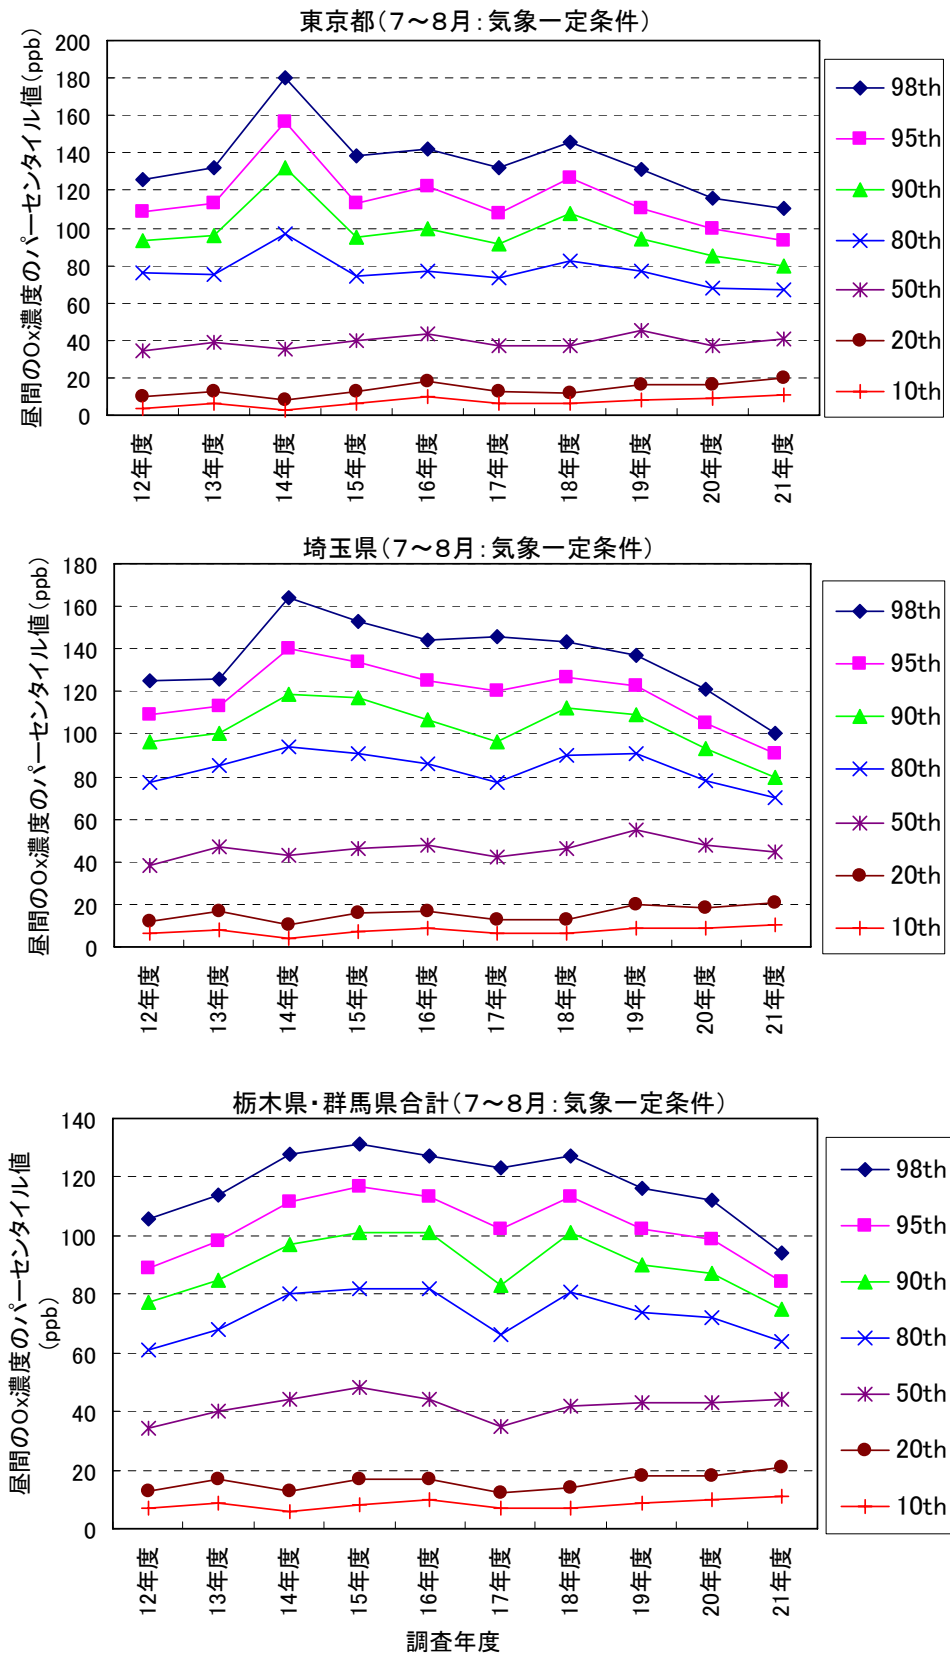 東京都(7～8月:気象一定条件)
昼間のOx濃度のパーセンタイル値(ppb)
200
180
160
140
120
100
80
60
40
20
0
12年度
13年度
14年度
15年度
16年度
17年度
18年度
19年度
20年度
21年度
98th
95th
90th
80th
50th
20th
10th
埼玉県(7～8月:気象一定条件)
昼間のOx濃度のパーセンタイル値(ppb)
180
160
140
120
100
80
60
40
20
0
12年度
13年度
14年度
15年度
16年度
17年度
18年度
19年度
20年度
21年度
98th
95th
90th
80th
50th
20th
10th
栃木県・群馬県合計(7～8月:気象一定条件)
昼間のOx濃度のパーセンタイル値
(ppb)
140
120
100
80
60
40
20
0
12年度
13年度
14年度
15年度
16年度
17年度
18年度
19年度
20年度
21年度
調査年度
98th
95th
90th
80th
50th
20th
10th